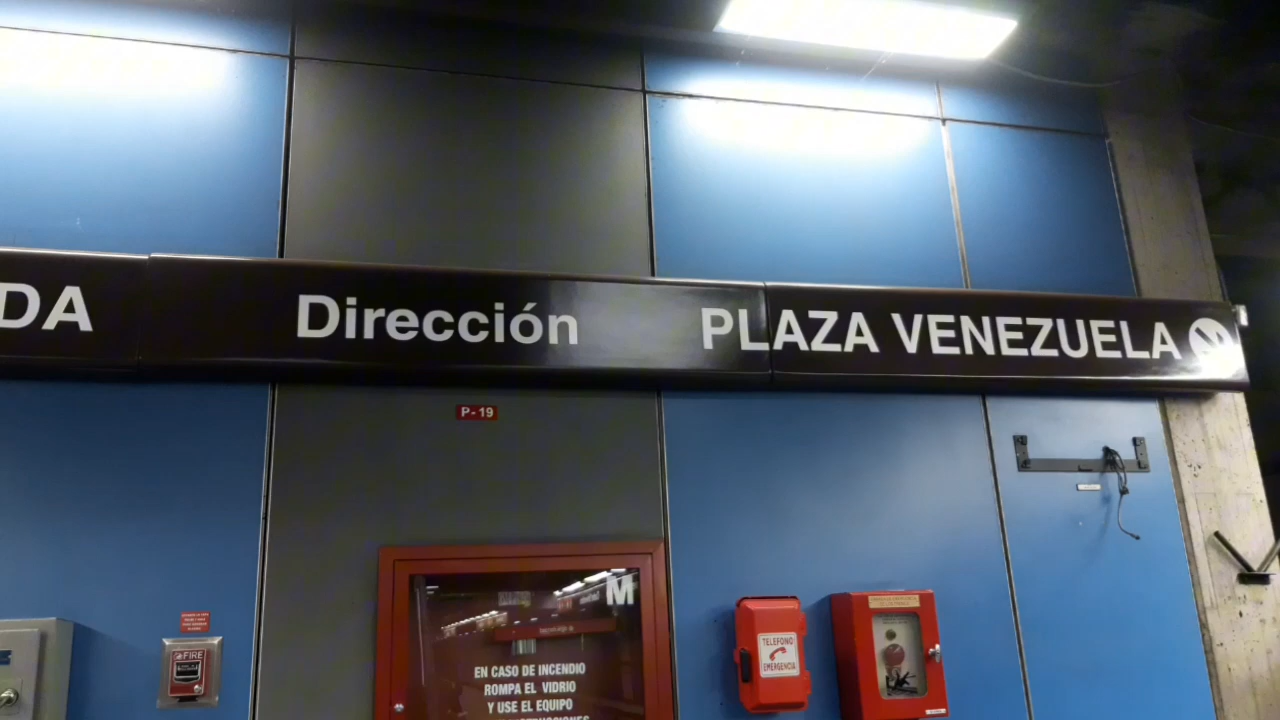 DA
Dirección
PLAZA VENEZUELA
P-19
M
EN CASO DE INCENDIO
ROMPA EL VIDRIO
Y USE EL EQUIPO
FIRE
TELEFONO
EMERGENCIA